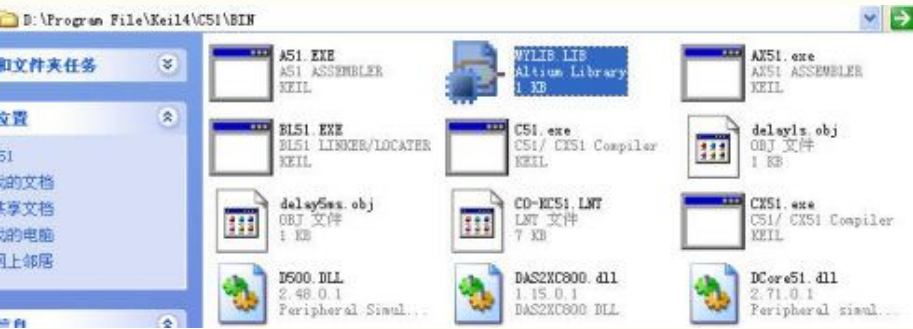 D:\Program File\Keil4\C51\BIN
和文件夹任务
A51.EXE
A51 ASSEMBLER
KEIL
MYLIB.LIB
Altium Library
1 KB
AX51.exe
AX51 ASSEMBLER
KEIL
位置
51
我的文档
共享文档
我的电脑
网上邻居
BL51.EXE
BL51 LINKER/LOCATER
KEIL
C51.exe
C51/ CX51 Compiler
KEIL
delay1s.obj
OBJ 文件
1 KB
delay5ms.obj
OBJ 文件
1 KB
CO-KC51.LNT
LNT 文件
7 KB
CX51.exe
C51/ CX51 Compiler
KEIL
D500.DLL
2.48.0.1
Peripheral Simul...
DAS2XC800.dll
1.15.0.1
DAS2XC800 DLL
DCore51.dll
2.71.0.1
Peripheral simul...